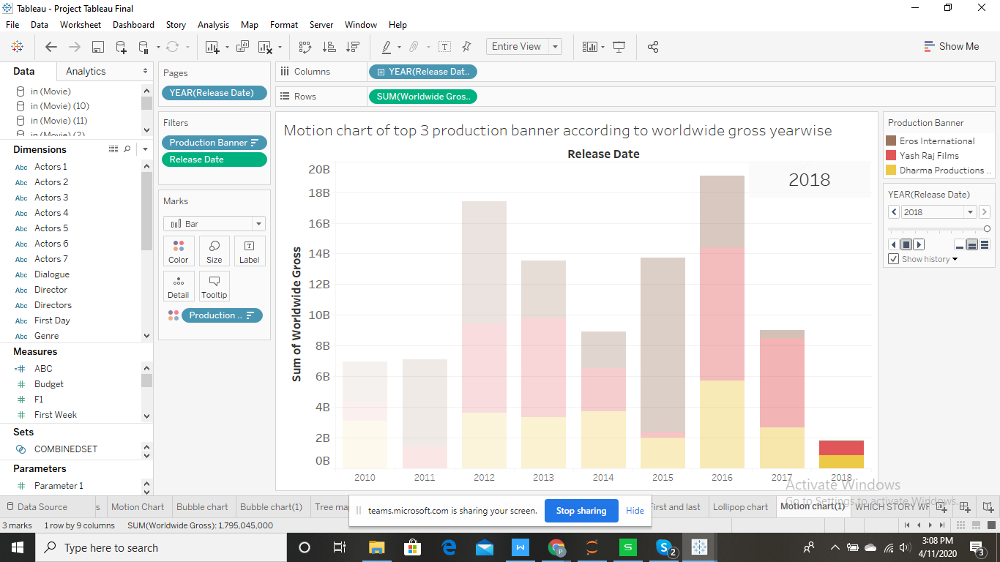 Tableau - Project Tableau Final
File Data Worksheet Dashboard Story Analysis Map Format Server Window Help
Entire View
Show Me
Data Analytics
in (Movie)
in (Movie) (10)
in (Movie) (11)
in (Movie) (2)
Dimensions
Abc Actors 1
Abc Actors 2
Abc Actors 3
Abc Actors 4
Abc Actors 5
Abc Actors 6
Abc Actors 7
Abc Dialogue
Abc Director
Abc Directors
Abc First Day
Abc Genre
Measures
ABC
Budget
F1
First Week
Sets
COMBINEDSET
Parameters
Parameter 1
Pages
YEAR(Release Date)
Filters
Production Banner
Release Date
Marks
Bar
Color Size Label
Detail Tooltip
Production ..
Columns YEAR(Release Dat..
Rows SUM(Worldwide Gros..
Motion chart of top 3 production banner according to worldwide gross yearwise
Release Date
2018
Sum of Worldwide Gross
20B
18B
16B
14B
12B
10B
8B
6B
4B
2B
0B
2010 2011 2012 2013 2014 2015 2016 2017 2018
Production Banner
Eros International
Yash Raj Films
Dharma Productions ..
YEAR(Release Date)
2018
Show history
Activate Windows
Go to Settings to activate Windows.
Data Source s Motion Chart Bubble chart Bubble chart(1) Tree ma First and last Lollipop chart Motion chart(1) WHICH STORY WR
teams.microsoft.com is sharing your screen. Stop sharing Hide
3 marks 1 row by 9 columns SUM(Worldwide Gross): 1,795,045,000
Type here to search
W
P
S
S
2
3:08 PM
4/11/2020
3